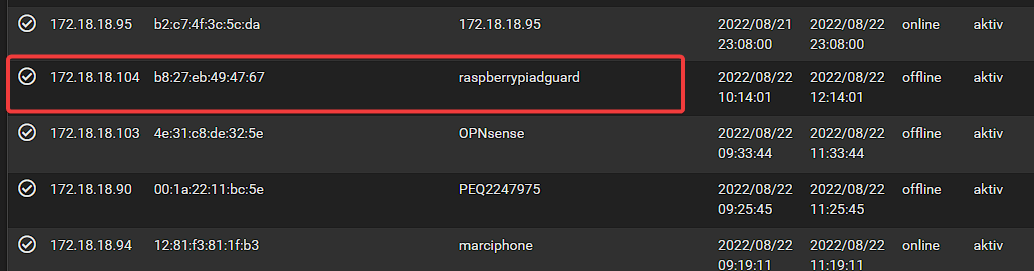 172.18.18.95 b2:c7:4f:3c:5c:da 172.18.18.95 2022/08/21 2022/08/22 online aktiv
23:08:00 23:08:00
172.18.18.104 b8:27:eb:49:47:67 raspberrypiadguard 2022/08/22 2022/08/22 offline aktiv
10:14:01 12:14:01
172.18.18.103 4e:31:c8:de:32:5e OPNsense 2022/08/22 2022/08/22 offline aktiv
09:33:44 11:33:44
172.18.18.90 00:1a:22:11:bc:5e PEQ2247975 2022/08/22 2022/08/22 offline aktiv
09:25:45 11:25:45
172.18.18.94 12:81:f3:81:1f:b3 marciphone 2022/08/22 2022/08/22 online aktiv
09:19:11 11:19:11